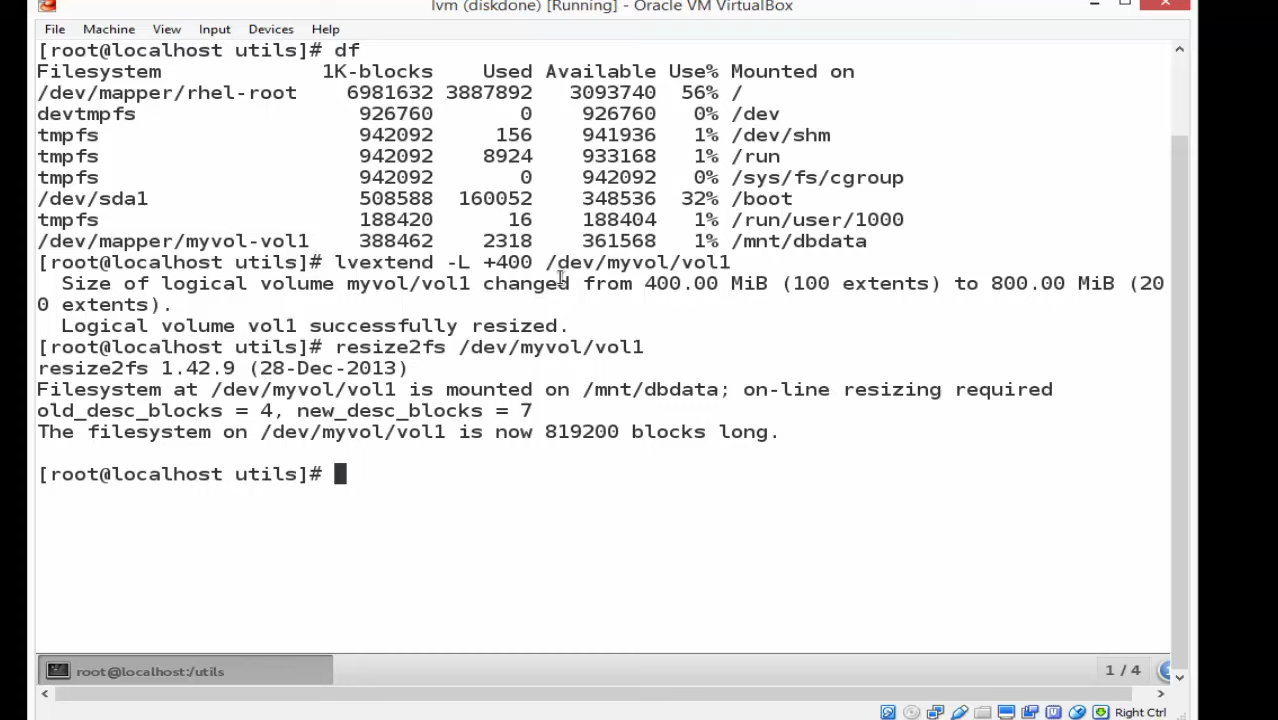 lvm (diskdone) [Running] - Oracle VM VirtualBox
File Machine View Input Devices Help
[root@localhost utils]# df
Filesystem 1K-blocks Used Available Use% Mounted on
/dev/mapper/rhel-root 6981632 3887892 3093740 56% /
devtmpfs 926760 0 926760 0% /dev
tmpfs 942092 156 941936 1% /dev/shm
tmpfs 942092 8924 933168 1% /run
tmpfs 942092 0 942092 0% /sys/fs/cgroup
/dev/sda1 508588 160052 348536 32% /boot
tmpfs 188420 16 188404 1% /run/user/1000
/dev/mapper/myvol-vol1 388462 2318 361568 1% /mnt/dbdata
[root@localhost utils]# lvextend -L +400 /dev/myvol/vol1
Size of logical volume myvol/vol1 changed from 400.00 MiB (100 extents) to 800.00 MiB (20
0 extents).
Logical volume vol1 successfully resized.
[root@localhost utils]# resize2fs /dev/myvol/vol1
resize2fs 1.42.9 (28-Dec-2013)
Filesystem at /dev/myvol/vol1 is mounted on /mnt/dbdata; on-line resizing required
old_desc_blocks = 4, new_desc_blocks = 7
The filesystem on /dev/myvol/vol1 is now 819200 blocks long.
[root@localhost utils]#
root@localhost:/utils
1 / 4
Right Ctrl